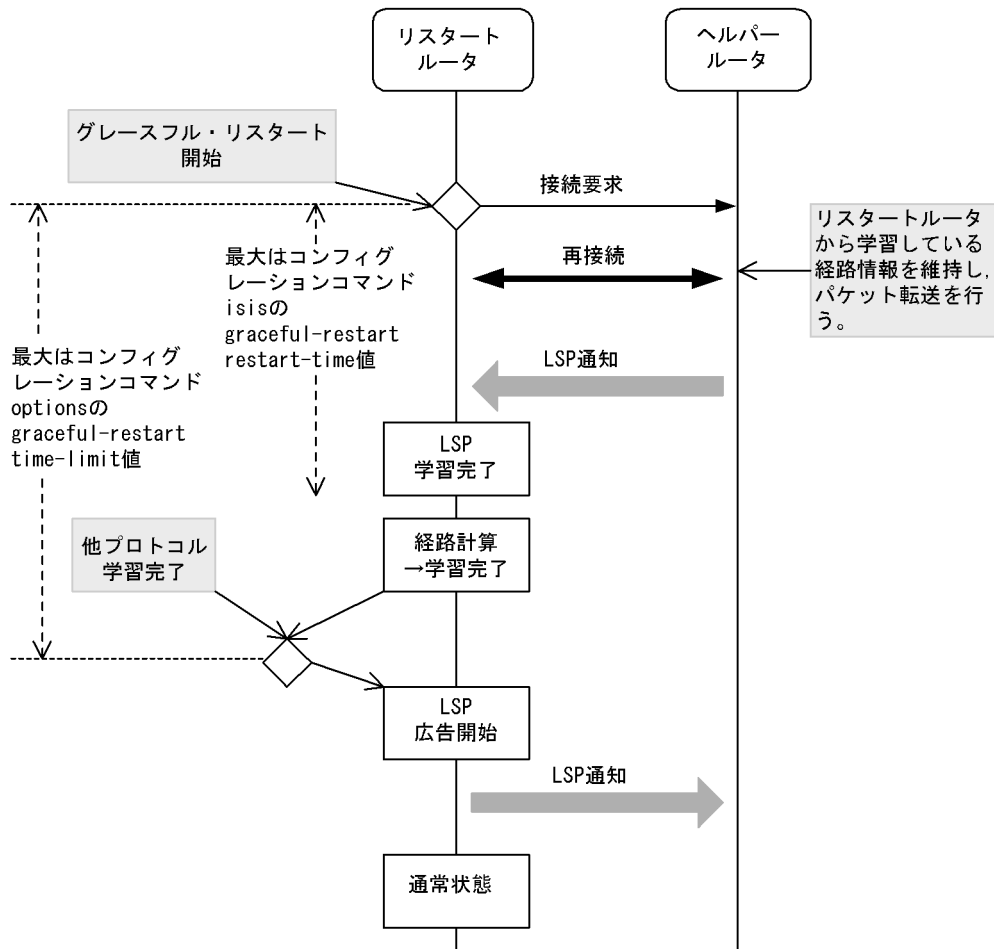 リスタート
ルータ
ヘルパー
ルータ
グレースフル・リスタート
開始
接続要求
リスタートルータ
から学習している
経路情報を維持し,
パケット転送を行
う。
最大はコンフィグ
レーションコマンド
isisの
graceful-restart
restart-time値
再接続
最大はコンフィグ
レーションコマンド
optionsの
graceful-restart
time-limit値
LSP通知
LSP
学習完了
他プロトコル
学習完了
経路計算
→学習完了
LSP
広告開始
LSP通知
通常状態